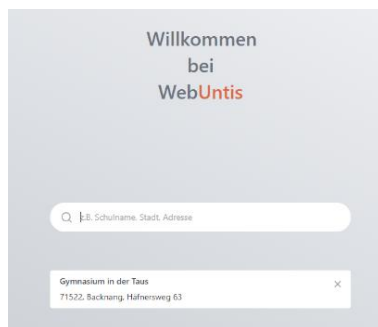 Willkommen
bei
WebUntis
z.B. Schulname, Stadt, Adresse
Gymnasium in der Taus
71522, Backnang, Häfnersweg 63